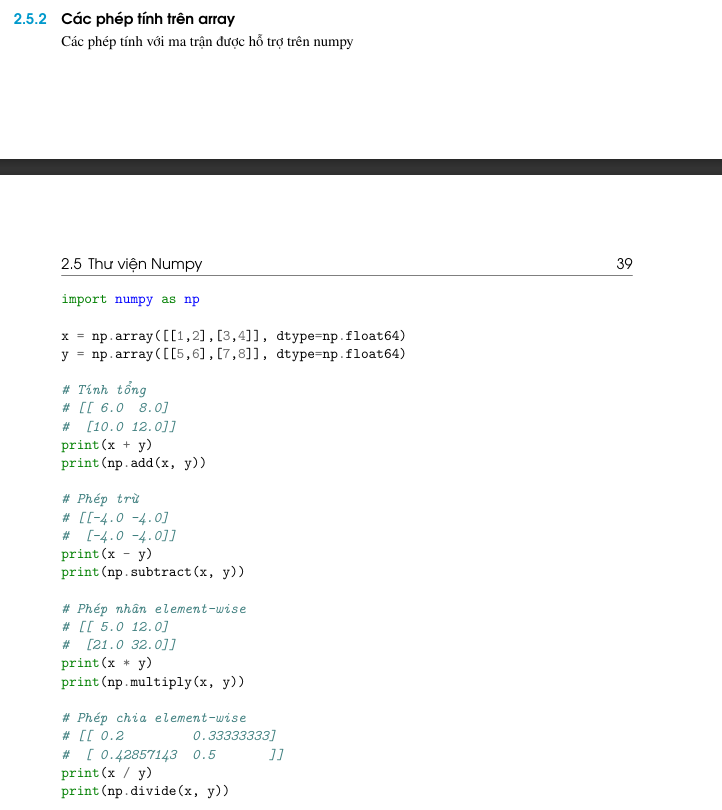 2.5.2 Các phép tính trên array
Các phép tính với ma trận được hỗ trợ trên numpy
2.5 Thư viện Numpy 39
import numpy as np
x = np.array([[1,2],[3,4]], dtype=np.float64)
y = np.array([[5,6],[7,8]], dtype=np.float64)
# Tính tổng
# [[ 6.0  8.0]
#  [10.0 12.0]]
print(x + y)
print(np.add(x, y))
# Phép trừ
# [[-4.0 -4.0]
#  [-4.0 -4.0]]
print(x - y)
print(np.subtract(x, y))
# Phép nhân element-wise
# [[ 5.0 12.0]
#  [21.0 32.0]]
print(x * y)
print(np.multiply(x, y))
# Phép chia element-wise
# [[ 0.2         0.33333333]
#  [ 0.42857143  0.5       ]]
print(x / y)
print(np.divide(x, y))